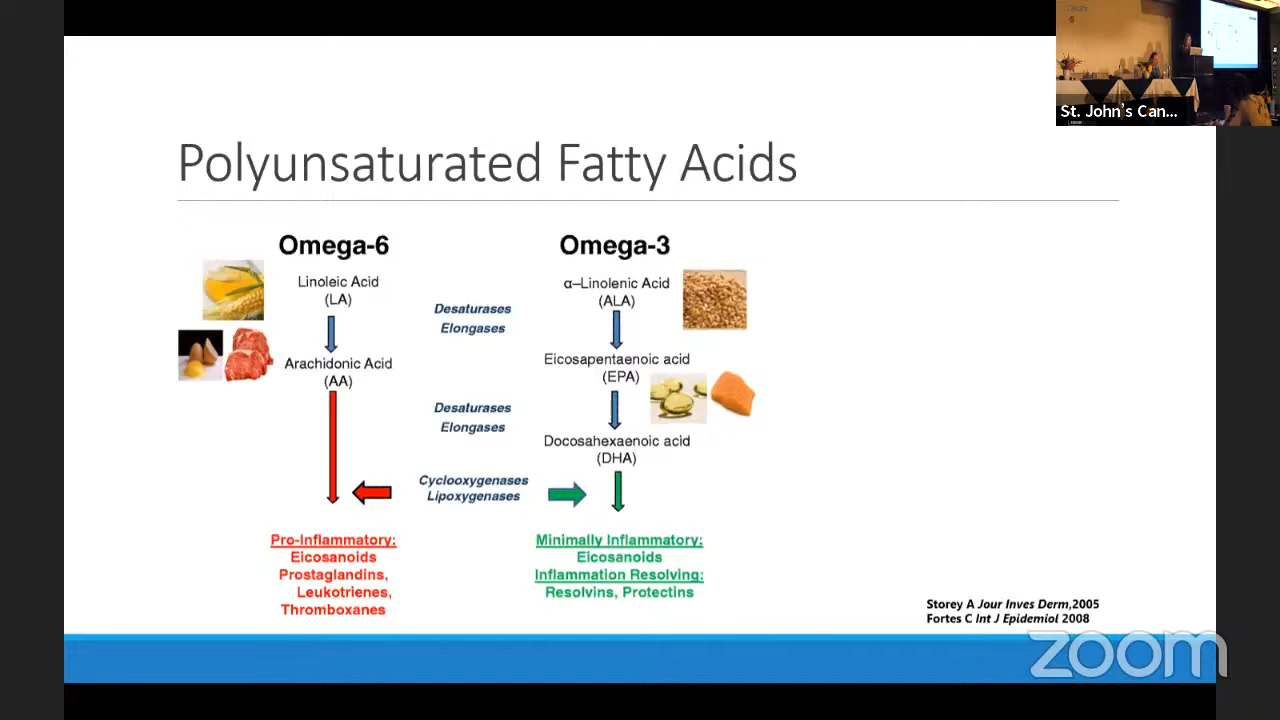 St. John's Can...
Polyunsaturated Fatty Acids
Omega-6
Linoleic Acid
(LA)
Arachidonic Acid
(AA)
Desaturases
Elongases
Desaturases
Elongases
Cyclooxygenases
Lipoxygenases
Omega-3
α–Linolenic Acid
(ALA)
Eicosapentaenoic acid
(EPA)
Docosahexaenoic acid
(DHA)
Pro-Inflammatory:
Eicosanoids
Prostaglandins,
Leukotrienes,
Thromboxanes
Minimally Inflammatory:
Eicosanoids
Inflammation Resolving:
Resolvins, Protectins
Storey A Jour Inves Derm,2005
Fortes C Int J Epidemiol 2008
zoom